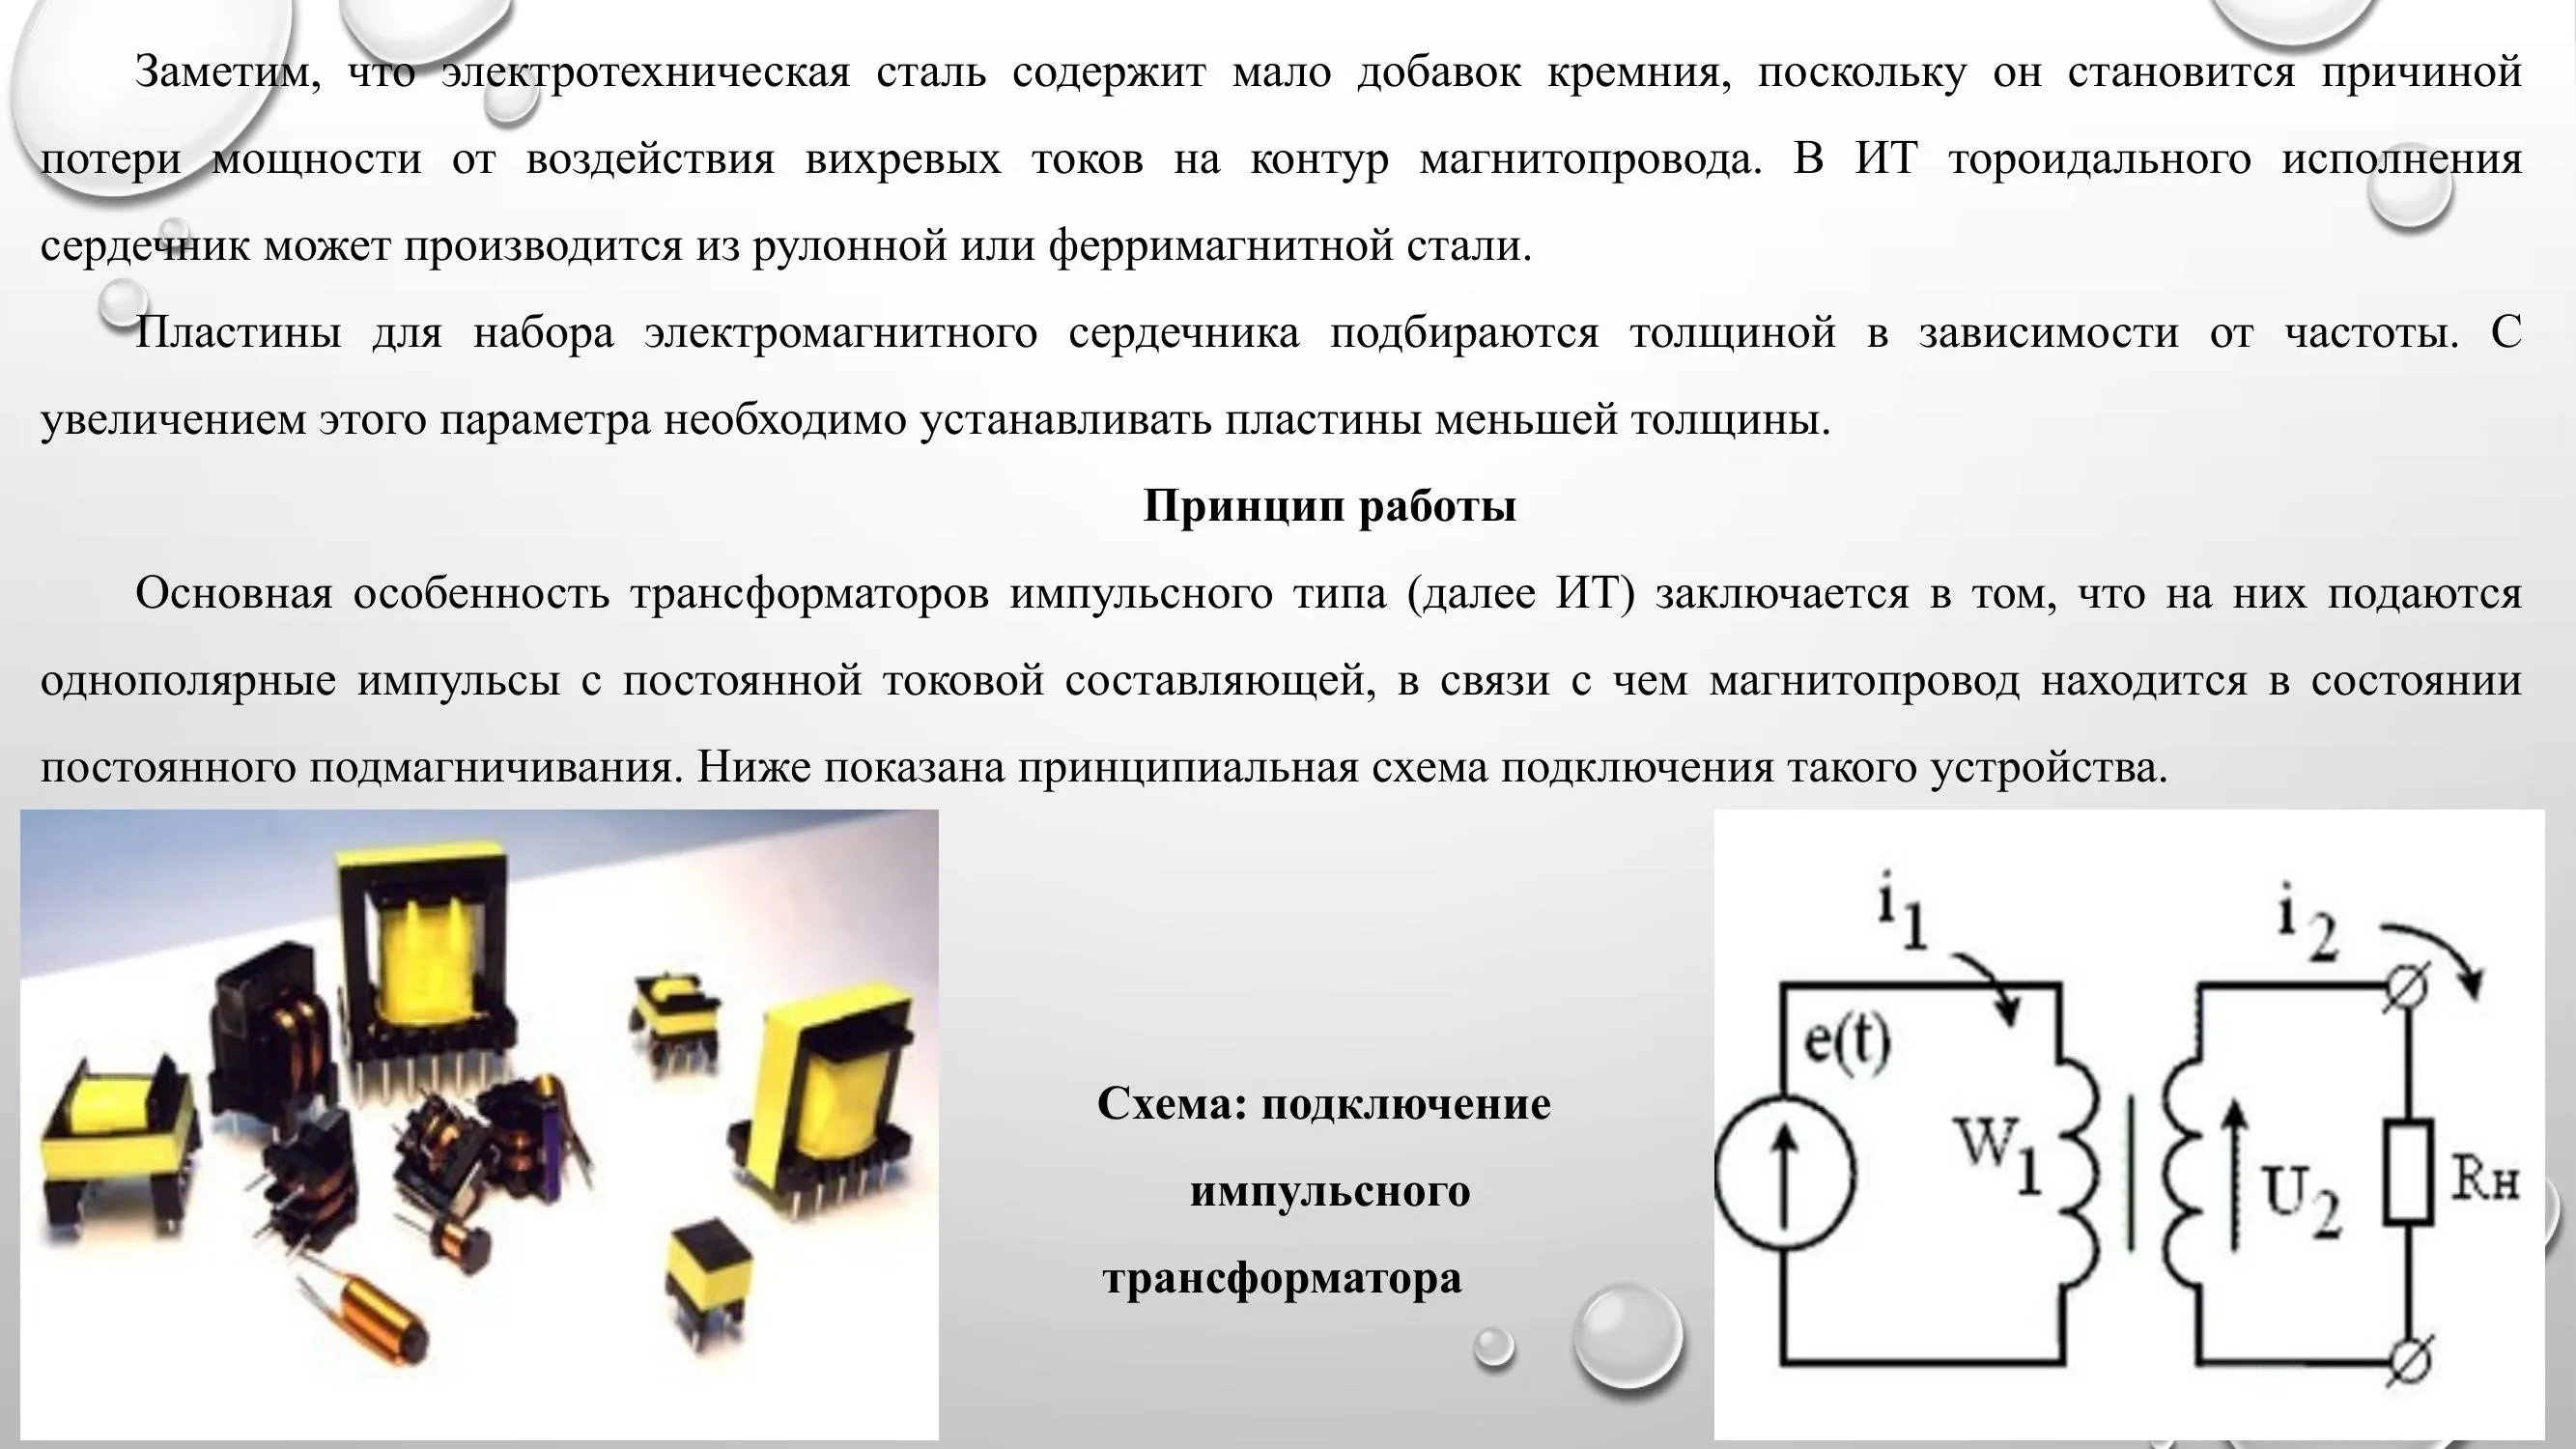 Заметим, что электротехническая сталь содержит мало добавок кремния, поскольку он становится причиной
потери мощности от воздействия вихревых токов на контур магнитопровода. В ИТ тороидального исполнения
сердечник может производится из рулонной или ферримагнитной стали.
Пластины для набора электромагнитного сердечника подбираются толщиной в зависимости от частоты. С
увеличением этого параметра необходимо устанавливать пластины меньшей толщины.
Принцип работы
Основная особенность трансформаторов импульсного типа (далее ИТ) заключается в том, что на них подаются
однополярные импульсы с постоянной токовой составляющей, в связи с чем магнитопровод находится в состоянии
постоянного подмагничивания. Ниже показана принципиальная схема подключения такого устройства.
Схема: подключение
импульсного
трансформатора
i1
i2
e(t)
W1
U2
Rн